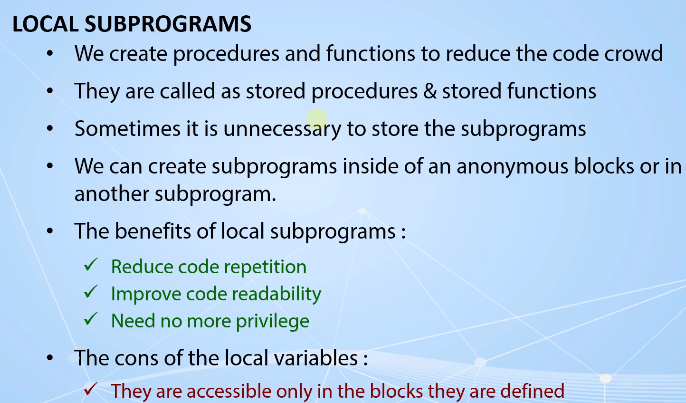 LOCAL SUBPROGRAMS
• We create procedures and functions to reduce the code crowd
• They are called as stored procedures & stored functions
• Sometimes it is unnecessary to store the subprograms
• We can create subprograms inside of an anonymous blocks or in
another subprogram.
• The benefits of local subprograms :
✓ Reduce code repetition
✓ Improve code readability
✓ Need no more privilege
• The cons of the local variables :
✓ They are accessible only in the blocks they are defined